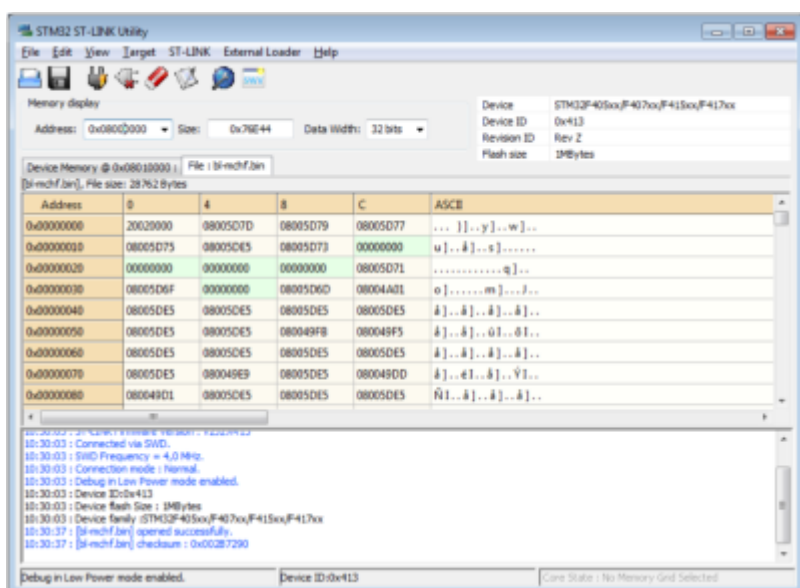 STM32 ST-LINK Utility
File Edit View Target ST-LINK External Loader Help
Memory display
Address: 0x08000000 Size: 0x76E44 Data Width: 32 bits
Device STM32F405xx/F407xx/F415xx/F417xx
Device ID 0x413
Revision ID Rev Z
Flash size 1MBytes
Device Memory @ 0x08010000 : File : bl-mchf.bin
[bl-mchf.bin], File size: 28762 Bytes
Address 0 4 8 C ASCII
0x00000000 20020000 08005D7D 08005D79 08005D77 ... }]..y]..w]..
0x00000010 08005D75 08005DE5 08005D73 00000000 u]..å]..s]......
0x00000020 00000000 00000000 00000000 08005D71 ............q]..
0x00000030 08005D6F 00000000 08005D6D 08004A01 o]......m]...J..
0x00000040 08005DE5 08005DE5 08005DE5 08005DE5 å]..å]..å]..å]..
0x00000050 08005DE5 08005DE5 080049FB 080049F5 å]..å]..ûI..õI..
0x00000060 08005DE5 08005DE5 08005DE5 08005DE5 å]..å]..å]..å]..
0x00000070 08005DE5 080049E9 08005DE5 080049DD å]..éI..å]..ÝI..
0x00000080 080049D1 08005DE5 08005DE5 08005DE5 ÑI..å]..å]..å]..
10:30:03 : Connected via SWD.
10:30:03 : SWD Frequency = 4,0 MHz.
10:30:03 : Connection mode : Normal.
10:30:03 : Debug in Low Power mode enabled.
10:30:03 : Device ID:0x413
10:30:03 : Device flash Size : 1MBytes
10:30:03 : Device family :STM32F405xx/F407xx/F415xx/F417xx
10:30:37 : [bl-mchf.bin] opened successfully.
10:30:37 : [bl-mchf.bin] checksum : 0x002B7290
Debug in Low Power mode enabled. Device ID:0x413 Core State : No Memory Grid Selected